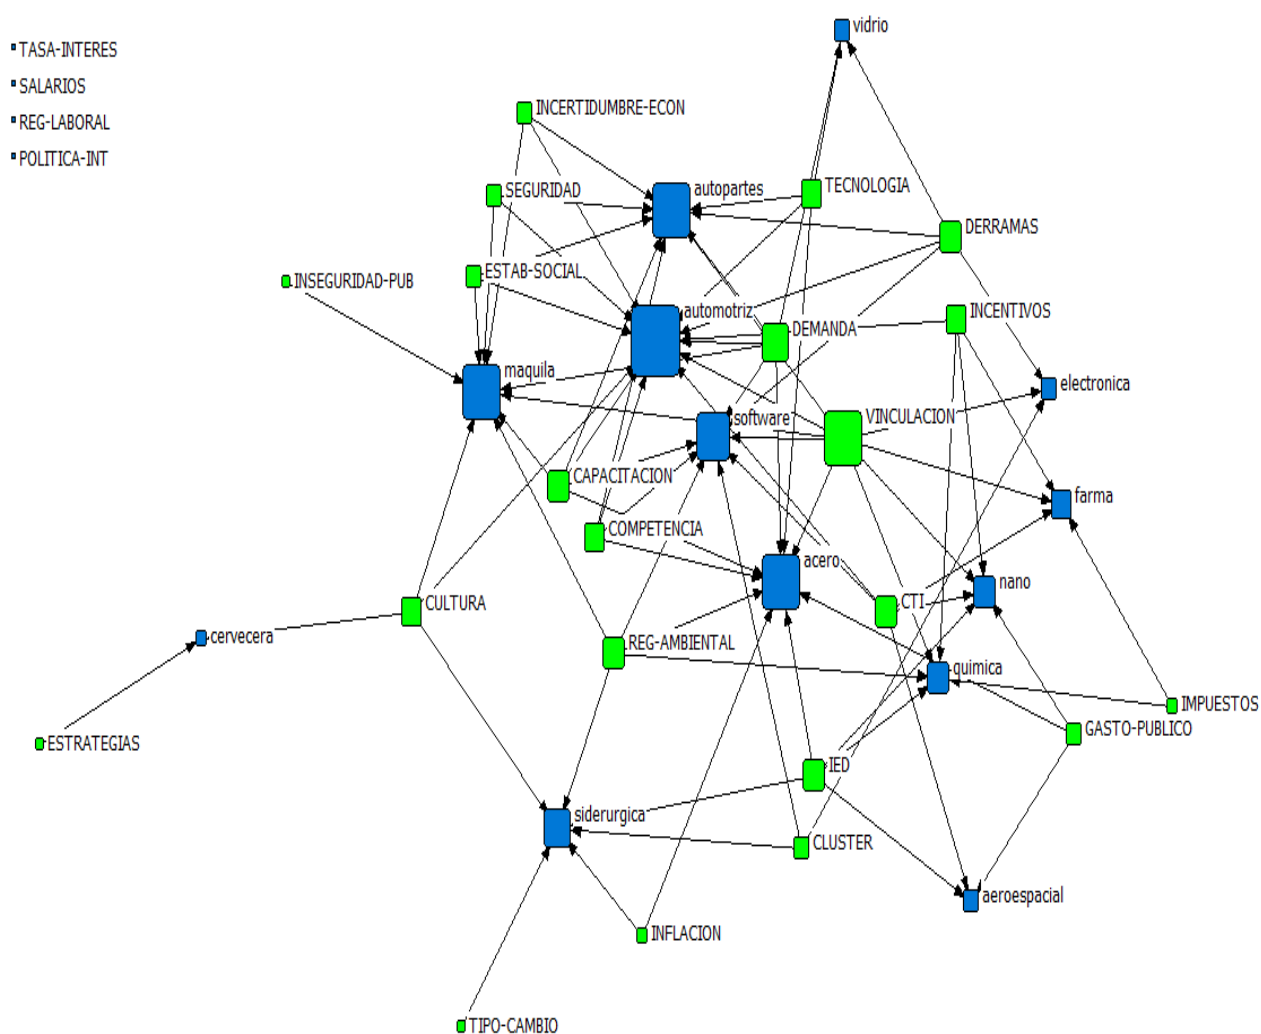 vidrio
TASA-INTERES
SALARIOS
INCERTIDUMBRE-ECON
REG-LABORAL
POLITICA-INT
SEGURIDAD
autopartes
TECNOLOGIA
DERRAMAS
INSEGURIDAD-PUB
ESTAB-SOCIAL
automotriz
DEMANDA
INCENTIVOS
maquila
electronica
software
VINCULACION
CAPACITACION
farma
COMPETENCIA
acero
nano
CULTURA
CTI
cervecera
REG-AMBIENTAL
quimica
IMPUESTOS
GASTO-PUBLICO
ESTRATEGIAS
IED
siderurgica
CLUSTER
aeroespacial
INFLACION
TIPO-CAMBIO